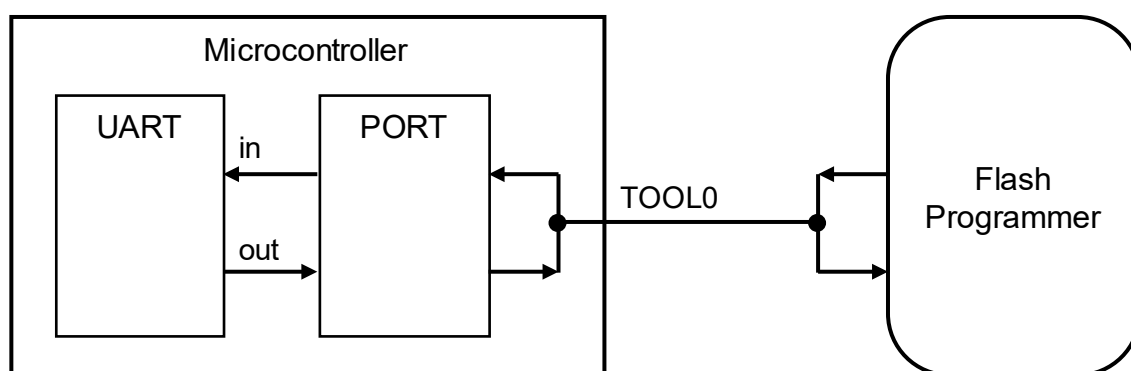 Microcontroller
UART
PORT
in
out
TOOL0
Flash
Programmer